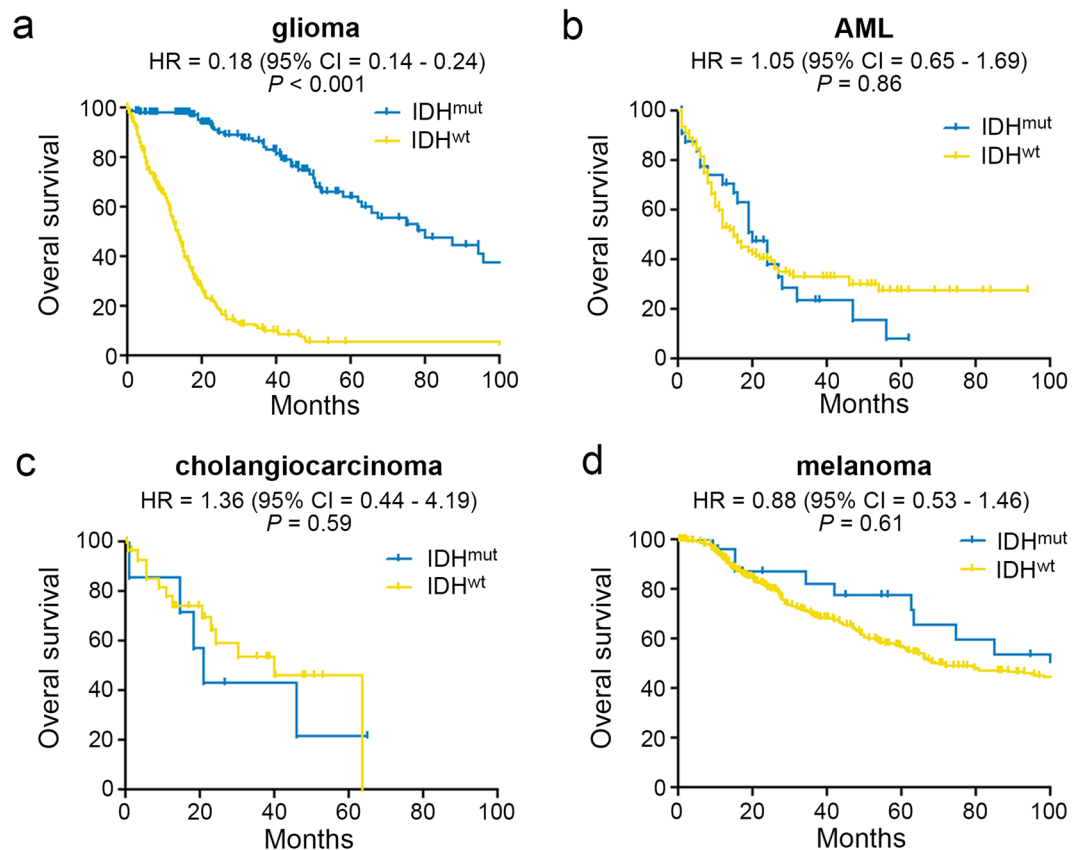 a
glioma
HR = 0.18 (95% CI = 0.14 - 0.24)
P < 0.001
IDHmut
IDHwt
Overal survival
100
80
60
40
20
0
0 20 40 60 80 100
Months
b
AML
HR = 1.05 (95% CI = 0.65 - 1.69)
P = 0.86
IDHmut
IDHwt
Overal survival
100
80
60
40
20
0
0 20 40 60 80 100
Months
c
cholangiocarcinoma
HR = 1.36 (95% CI = 0.44 - 4.19)
P = 0.59
IDHmut
IDHwt
Overal survival
100
80
60
40
20
0
0 20 40 60 80 100
Months
d
melanoma
HR = 0.88 (95% CI = 0.53 - 1.46)
P = 0.61
IDHmut
IDHwt
Overal survival
100
80
60
40
20
0
0 20 40 60 80 100
Months